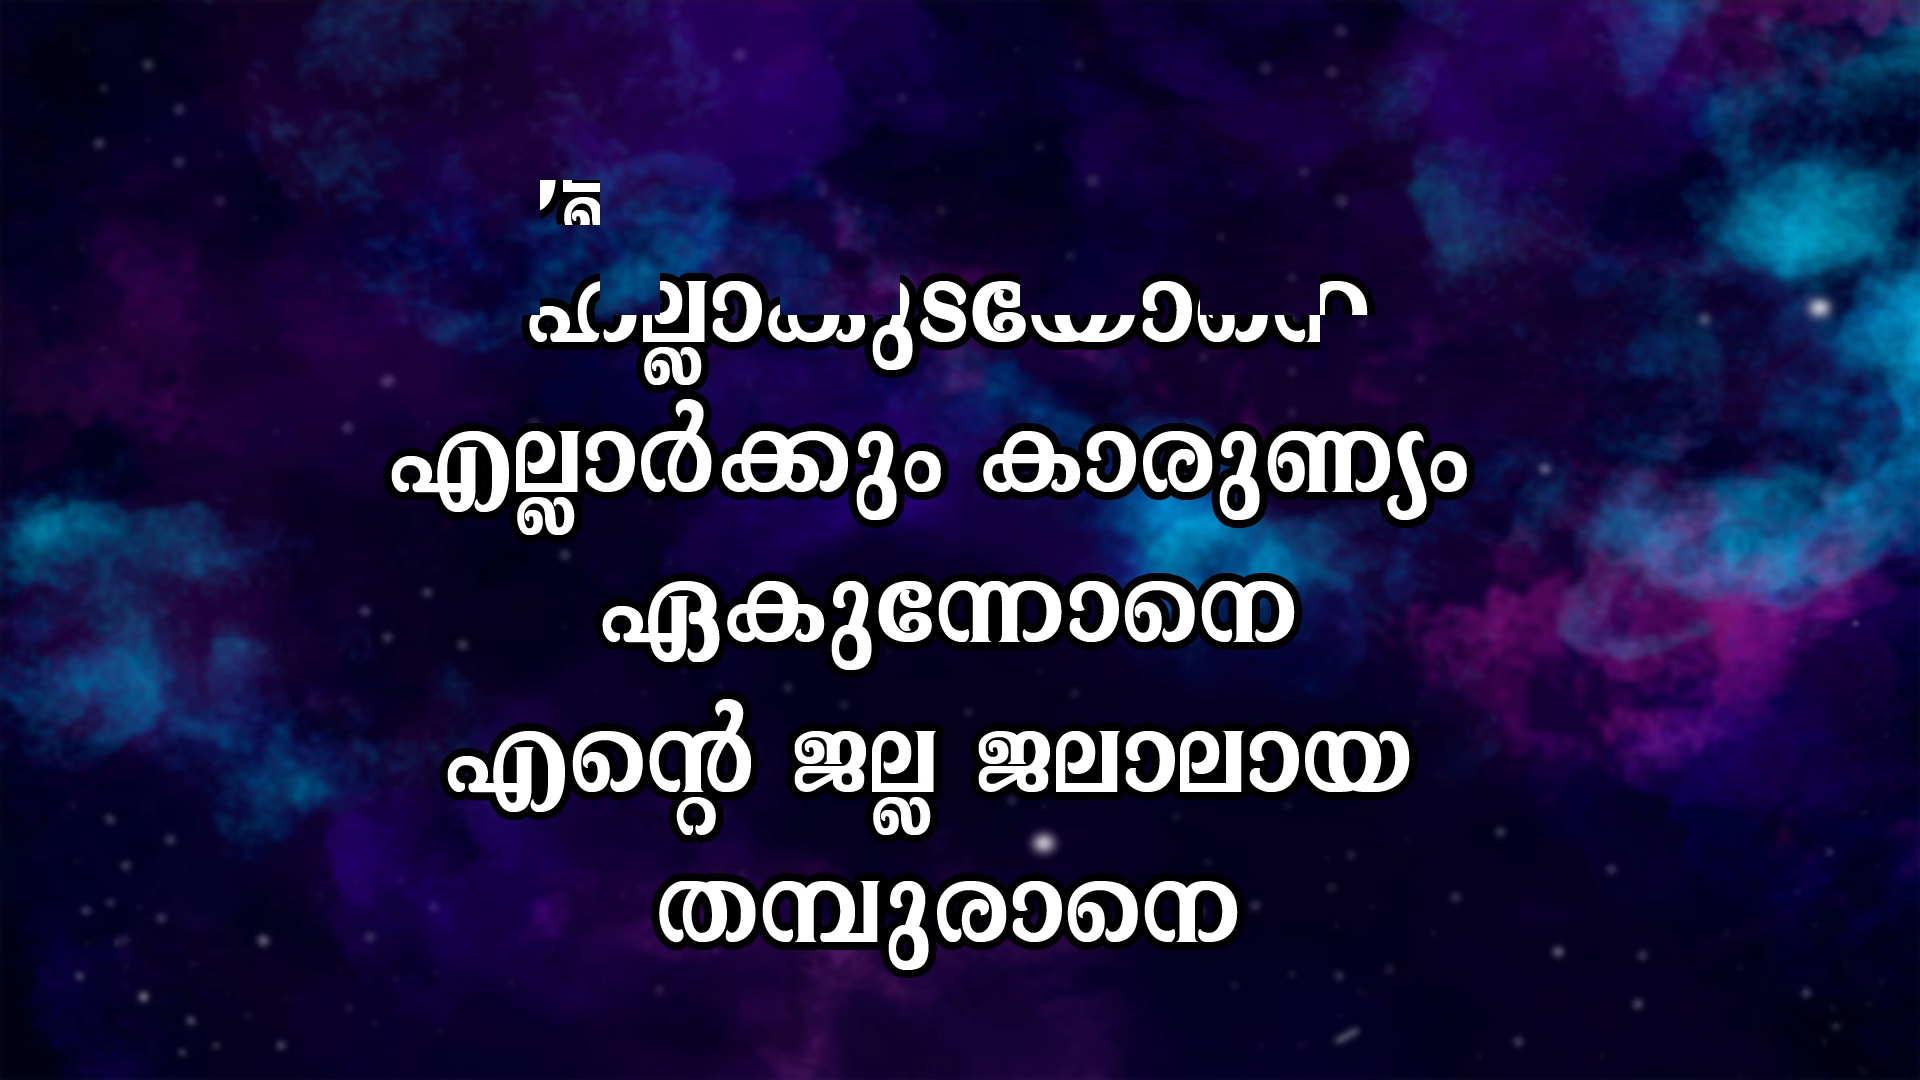 എല്ലാർക്കും കാരുണ്യം
ഏകുന്നോനെ
എന്റെ ജല്ല ജലാലായ
തമ്പുരാനെ